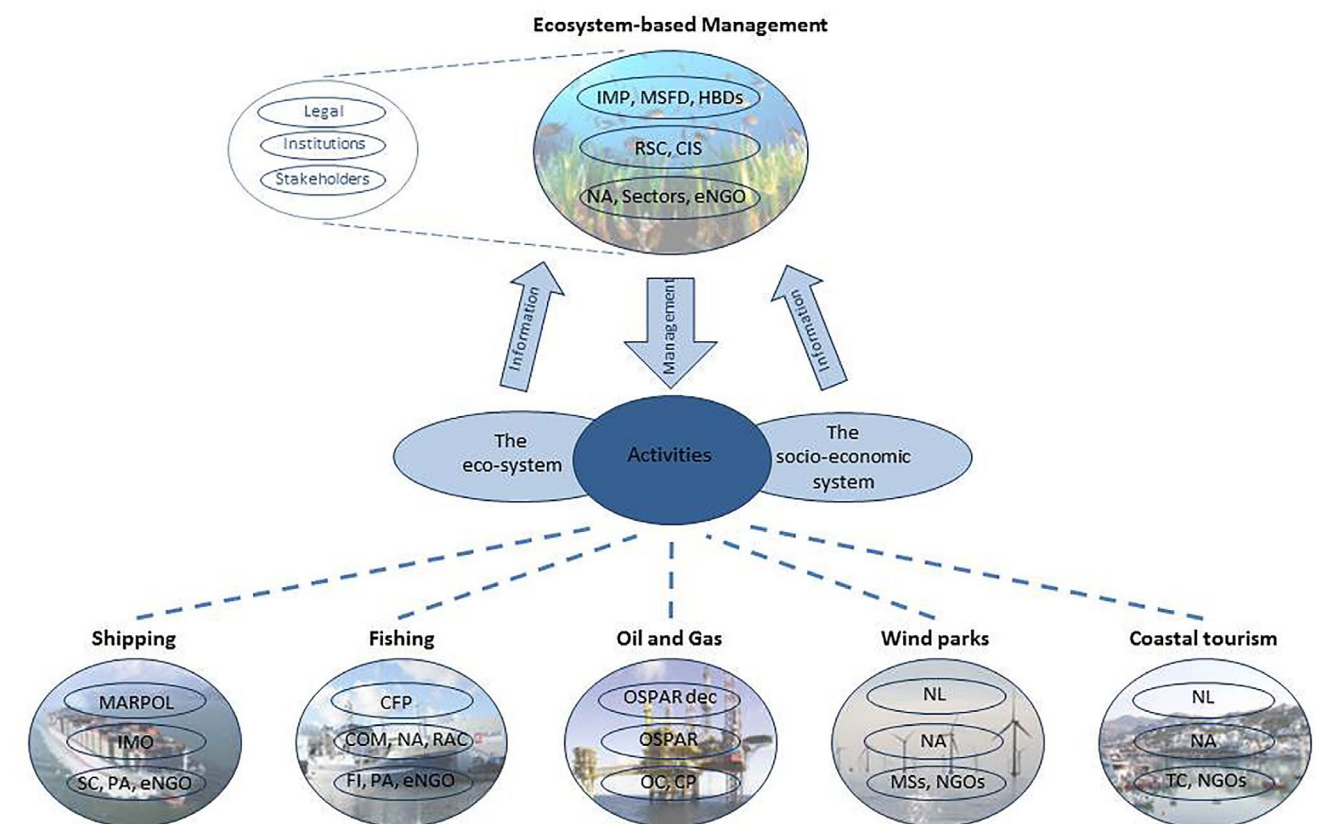 Ecosystem-based Management
Legal
Institutions
Stakeholders
IMP, MSFD, HBDs
RSC, CIS
NA, Sectors, eNGO
Information
Management
Information
The
eco-system
Activities
The
socio-economic
system
Shipping
MARPOL
IMO
SC, PA, eNGO
Fishing
CFP
COM, NA, RAC
FI, PA, eNGO
Oil and Gas
OSPAR dec
OSPAR
OC, CP
Wind parks
NL
NA
MSs, NGOs
Coastal tourism
NL
NA
TC, NGOs